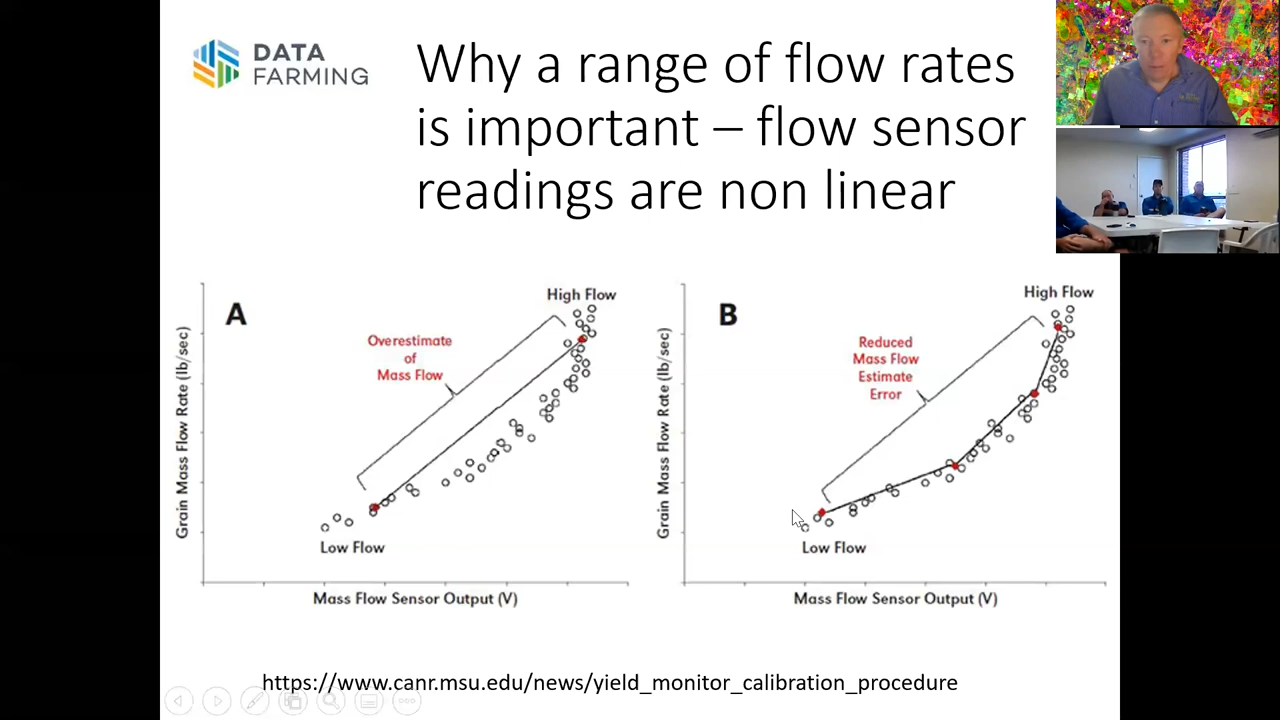 DATA
FARMING
Why a range of flow rates
is important – flow sensor
readings are non linear
A
High Flow
Overestimate
of
Mass Flow
Low Flow
Grain Mass Flow Rate (lb/sec)
Mass Flow Sensor Output (V)
B
High Flow
Reduced
Mass Flow
Estimate
Error
Low Flow
Grain Mass Flow Rate (lb/sec)
Mass Flow Sensor Output (V)
https://www.canr.msu.edu/news/yield_monitor_calibration_procedure